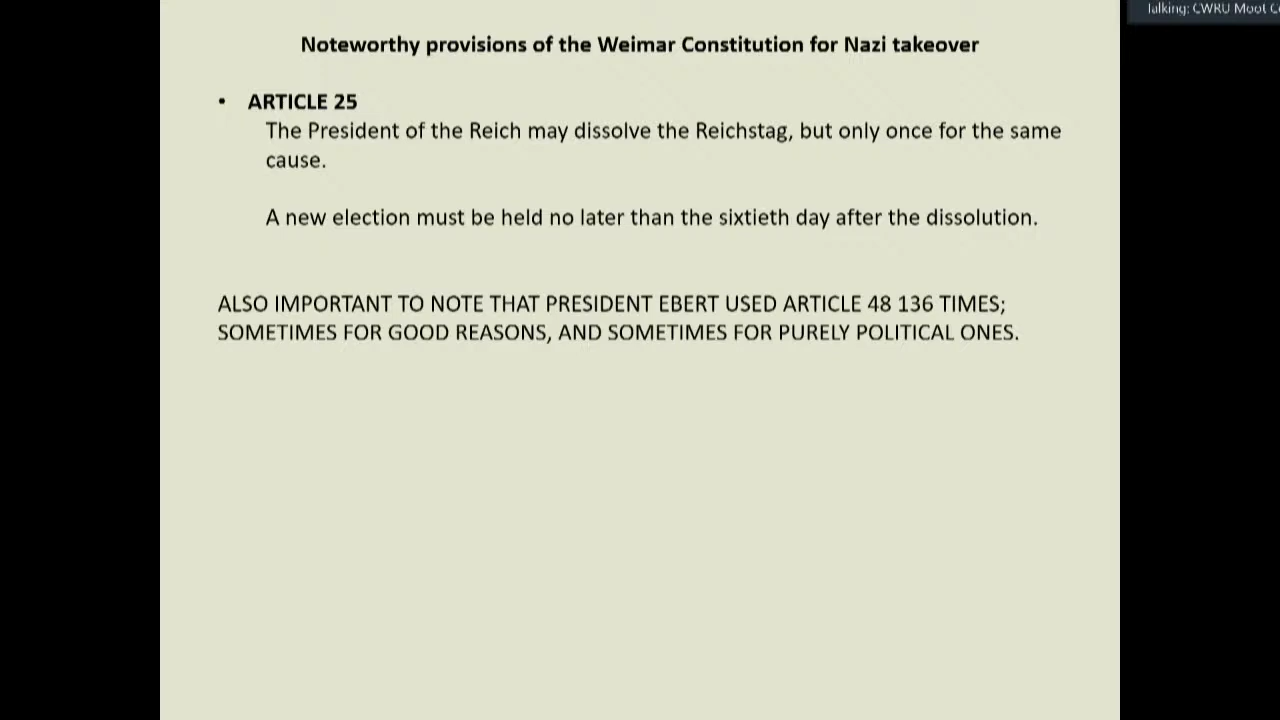 Talking: CWRU Moot
Noteworthy provisions of the Weimar Constitution for Nazi takeover
• ARTICLE 25
The President of the Reich may dissolve the Reichstag, but only once for the same
cause.
A new election must be held no later than the sixtieth day after the dissolution.
ALSO IMPORTANT TO NOTE THAT PRESIDENT EBERT USED ARTICLE 48 136 TIMES;
SOMETIMES FOR GOOD REASONS, AND SOMETIMES FOR PURELY POLITICAL ONES.